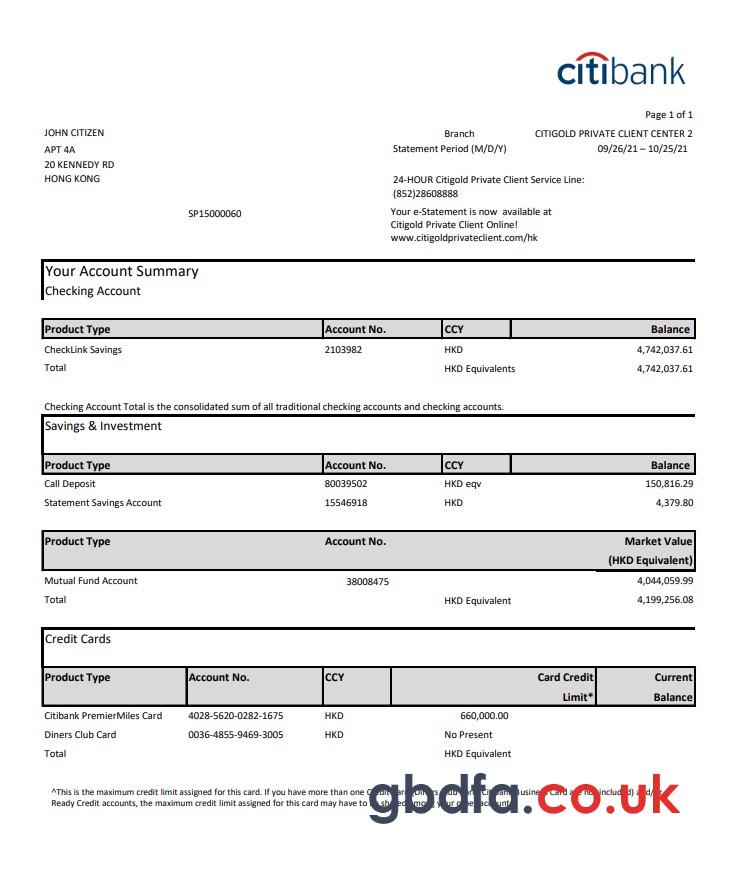 citibank
Page 1 of 1
JOHN CITIZEN
Branch CITIGOLD PRIVATE CLIENT CENTER 2
APT 4A
Statement Period (M/D/Y) 09/26/21 – 10/25/21
20 KENNEDY RD
HONG KONG
24-HOUR Citigold Private Client Service Line:
(852)28608888
SP15000060
Your e-Statement is now available at
Citigold Private Client Online!
www.citigoldprivateclient.com/hk
Your Account Summary
Checking Account
Product Type Account No. CCY Balance
CheckLink Savings 2103982 HKD 4,742,037.61
Total HKD Equivalents 4,742,037.61
Checking Account Total is the consolidated sum of all traditional checking accounts and checking accounts.
Savings & Investment
Product Type Account No. CCY Balance
Call Deposit 80039502 HKD eqv 150,816.29
Statement Savings Account 15546918 HKD 4,379.80
Product Type Account No. Market Value
(HKD Equivalent)
Mutual Fund Account 38008475 4,044,059.99
Total HKD Equivalent 4,199,256.08
Credit Cards
Product Type Account No. CCY Card Credit Current
Limit* Balance
Citibank PremierMiles Card 4028-5620-0282-1675 HKD 660,000.00
Diners Club Card 0036-4855-9469-3005 HKD No Present
Total HKD Equivalent
^This is the maximum credit limit assigned for this card. If you have more than one
Ready Credit accounts, the maximum credit limit assigned for this card may have to
gbdfa.co.uk